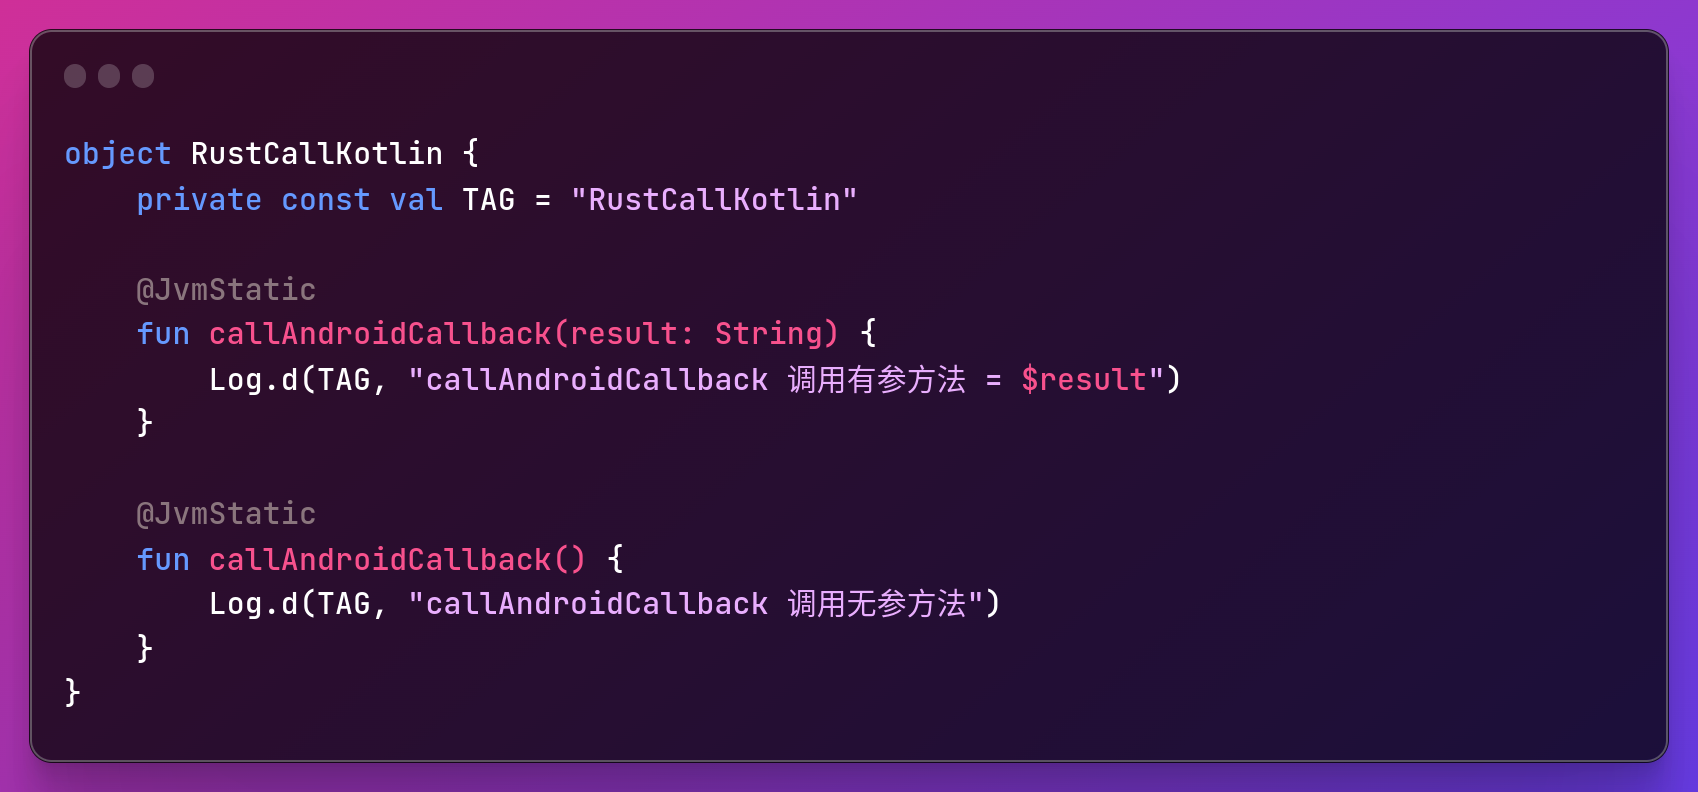 object RustCallKotlin {
    private const val TAG = "RustCallKotlin"

    @JvmStatic
    fun callAndroidCallback(result: String) {
        Log.d(TAG, "callAndroidCallback 调用有参方法 = $result")
    }

    @JvmStatic
    fun callAndroidCallback() {
        Log.d(TAG, "callAndroidCallback 调用无参方法")
    }
}